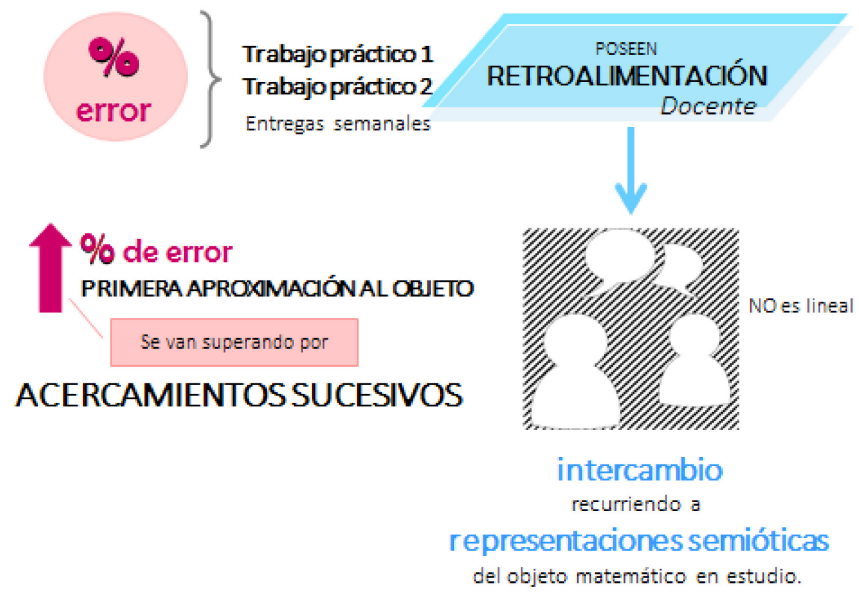 %
error
Trabajo práctico 1
Trabajo práctico 2
Entregas semanales
POSEEN
RETROALIMENTACIÓN
Docente
% de error
PRIMERA APROXIMACIÓN AL OBJETO
Se van superando por
ACERCAMIENTOS SUCESIVOS
NO es lineal
intercambio
recurriendo a
representaciones semióticas
del objeto matemático en estudio.